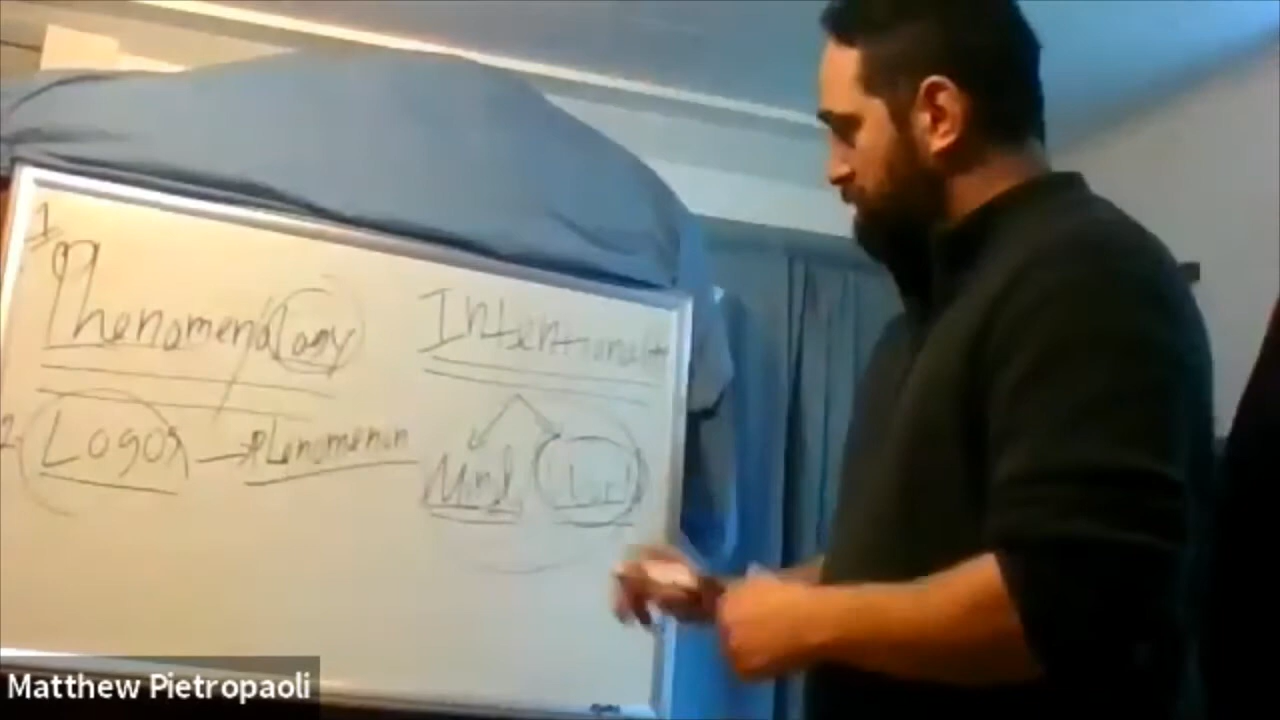 1
Phenomenology
Intentionality
2. Logos → Phenomenon
Mind
Matthew Pietropaoli